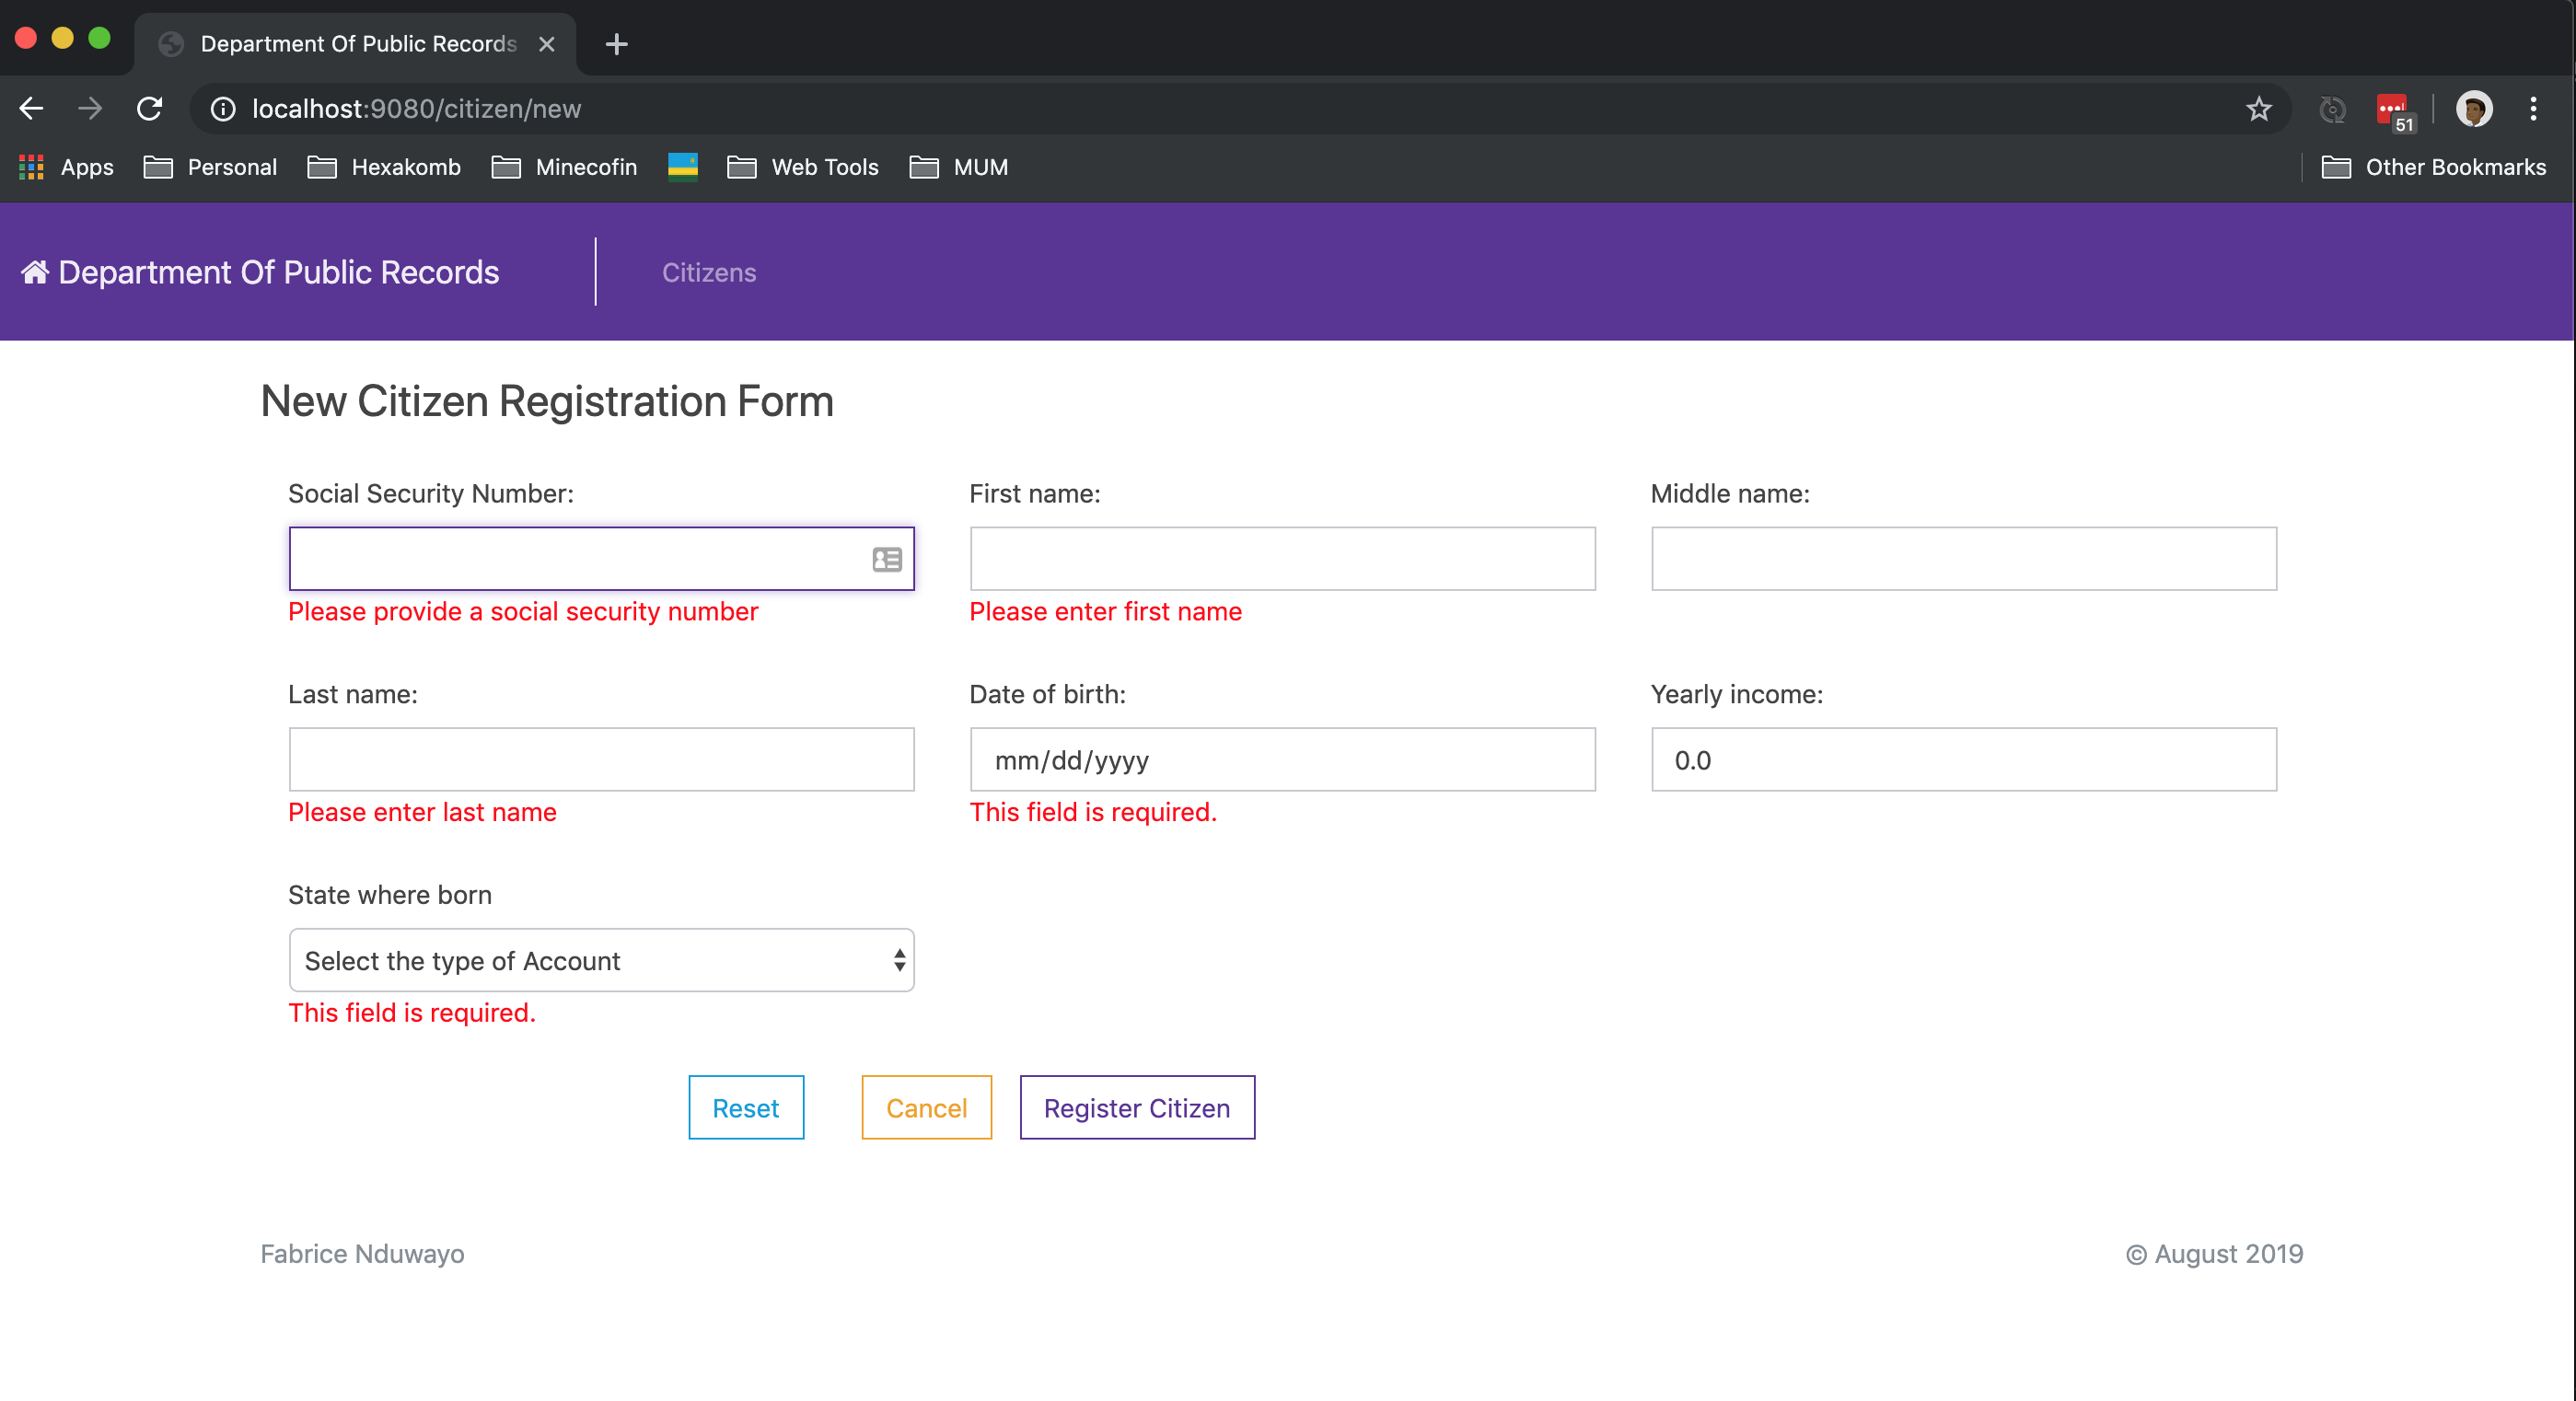 Department Of Public Records
localhost:9080/citizen/new
51
Apps Personal Hexakomb Minecofin Web Tools MUM Other Bookmarks
Department Of Public Records Citizens
New Citizen Registration Form
Social Security Number: First name: Middle name:
Please provide a social security number Please enter first name
Last name: Date of birth: Yearly income:
mm/dd/yyyy 0.0
Please enter last name This field is required.
State where born
Select the type of Account
This field is required.
Reset Cancel Register Citizen
Fabrice Nduwayo © August 2019